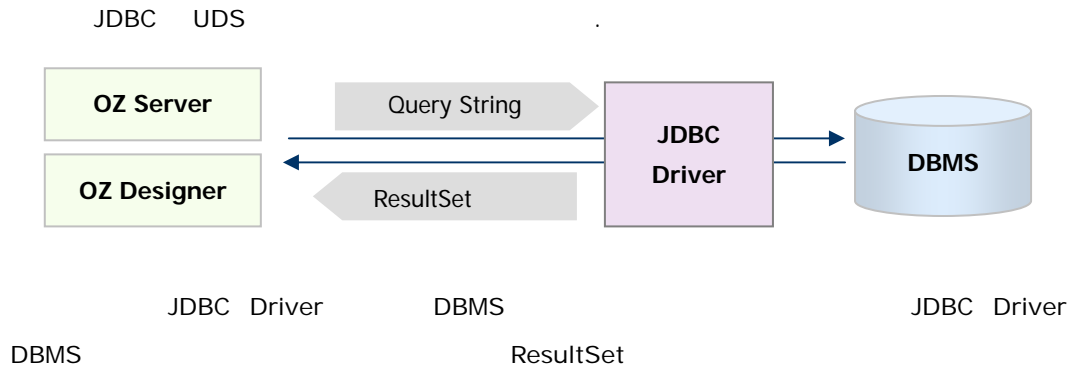 JDBC UDS .
OZ Server
Query String
JDBC
Driver
DBMS
OZ Designer
ResultSet
JDBC Driver DBMS JDBC Driver
DBMS ResultSet